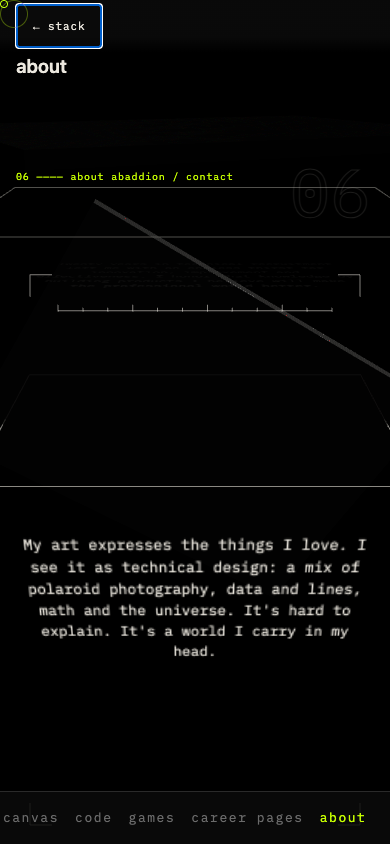 ← stack
about
06 ——— about abaddion / contact
06
My art expresses the things I love. I
see it as technical design: a mix of
polaroid photography, data and lines,
math and the universe. It's hard to
explain. It's a world I carry in my
head.
canvas code games career pages about